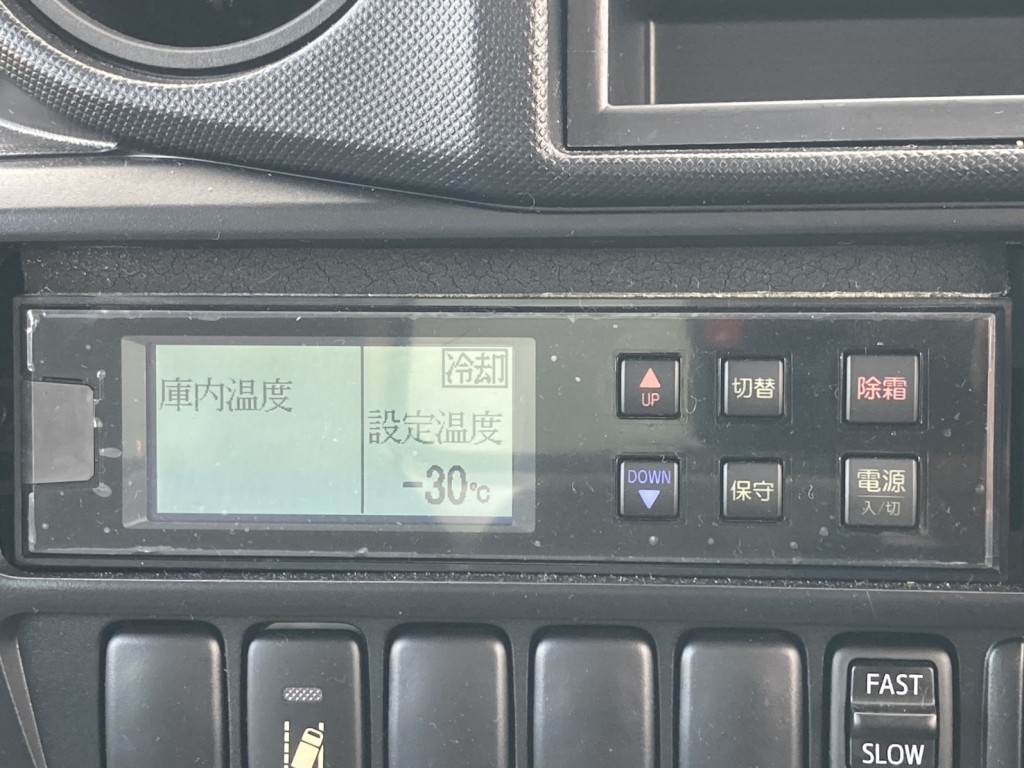 庫内温度
冷却
設定温度
-30℃
UP
切替
除霜
DOWN
保守
電源
入/切
FAST
SLOW